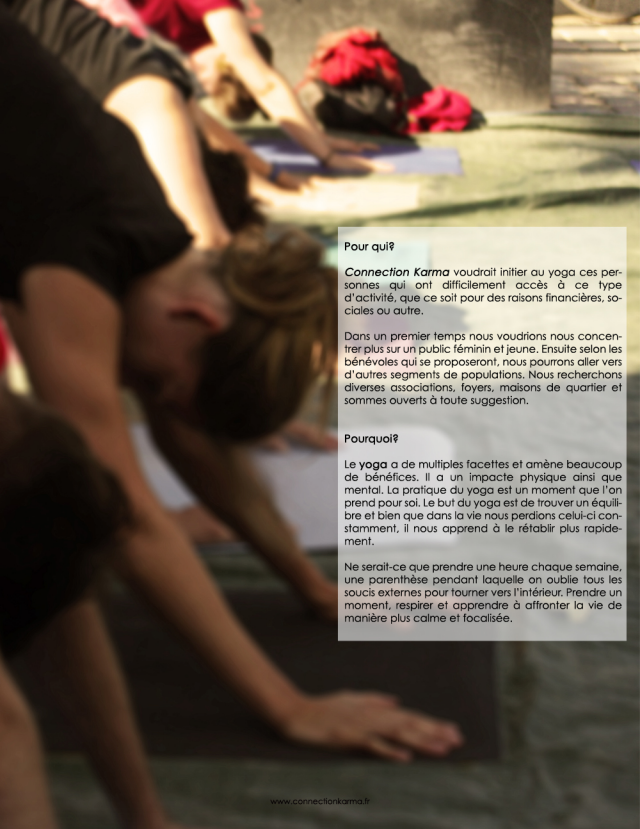 Pour qui?
Connection Karma voudrait initier au yoga ces per-
sonnes qui ont difficilement accès à ce type
d'activité, que ce soit pour des raisons financières, so-
ciales ou autre.
Dans un premier temps nous voudrions nous concen-
trer plus sur un public féminin et jeune. Ensuite selon les
bénévoles qui se proposeront, nous pourrons aller vers
d'autres segments de populations. Nous recherchons
diverses associations, foyers, maisons de quartier et
sommes ouverts à toute suggestion.
Pourquoi?
Le yoga a de multiples facettes et amène beaucoup
de bénéfices. Il a un impacte physique ainsi que
mental. La pratique du yoga est un moment que l'on
prend pour soi. Le but du yoga est de trouver un équili-
bre et bien que dans la vie nous perdions celui-ci con-
stamment, il nous apprend à le rétablir plus rapide-
ment.
Ne serait-ce que prendre une heure chaque semaine,
une parenthèse pendant laquelle on oublie tous les
soucis externes pour tourner vers l'intérieur. Prendre un
moment, respirer et apprendre à affronter la vie de
manière plus calme et focalisée.
www.connectionkarma.fr